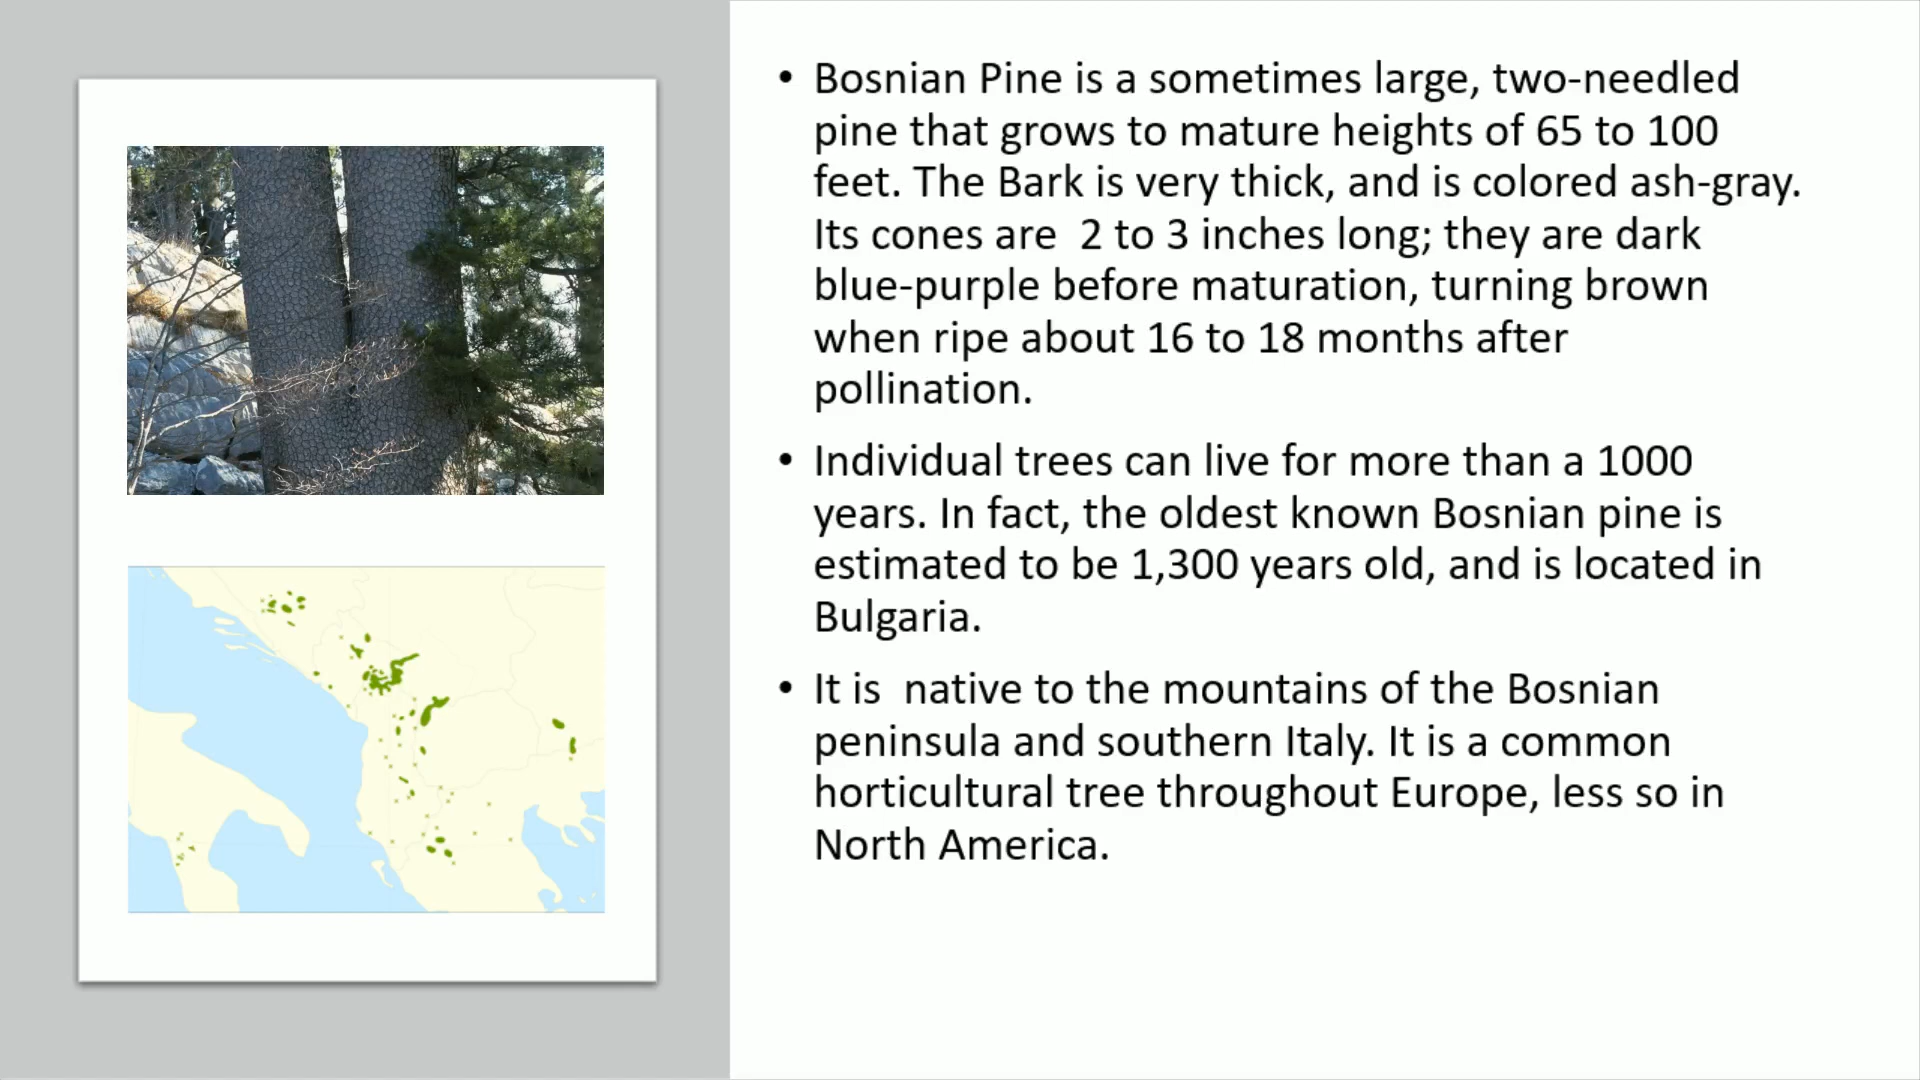 • Bosnian Pine is a sometimes large, two-needled
pine that grows to mature heights of 65 to 100
feet. The Bark is very thick, and is colored ash-gray.
Its cones are  2 to 3 inches long; they are dark
blue-purple before maturation, turning brown
when ripe about 16 to 18 months after
pollination.
• Individual trees can live for more than a 1000
years. In fact, the oldest known Bosnian pine is
estimated to be 1,300 years old, and is located in
Bulgaria.
• It is  native to the mountains of the Bosnian
peninsula and southern Italy. It is a common
horticultural tree throughout Europe, less so in
North America.